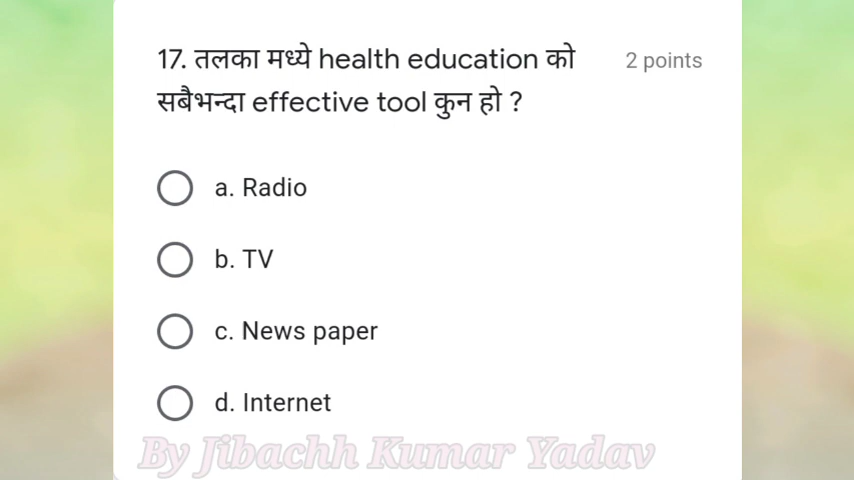 17. तलका मध्ये health education को
2 points
सबैभन्दा effective tool कुन हो ?
a. Radio
b. TV
c. News paper
d. Internet
By Jibachh Kumar Yadav